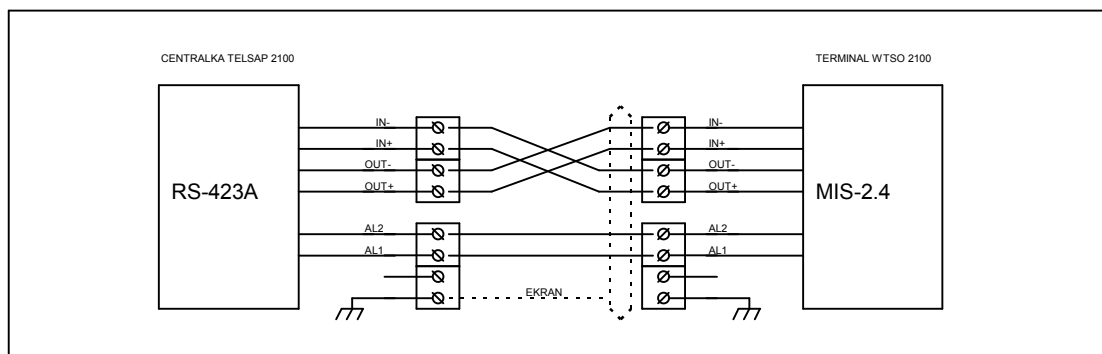 CENTRALKA TELSAP 2100
TERMINAL WTSO 2100
IN-
IN-
IN+
IN+
OUT-
OUT-
RS-423A
OUT+
OUT+
MIS-2.4
AL2
AL2
AL1
AL1
EKRAN